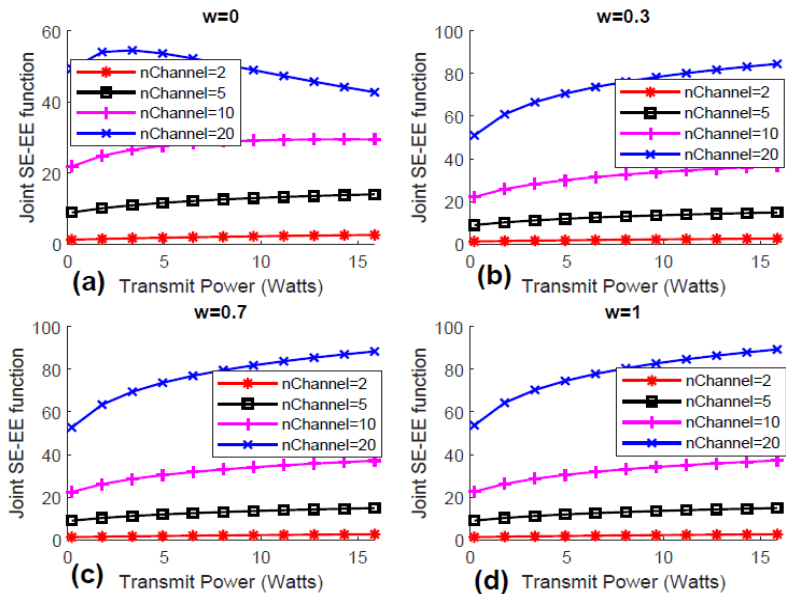 w=0
Joint SE-EE function
60
40
20
0
nChannel=2
nChannel=5
nChannel=10
nChannel=20
0 5 10 15
(a) Transmit Power (Watts)
w=0.3
Joint SE-EE function
100
80
60
40
20
0
nChannel=2
nChannel=5
nChannel=10
nChannel=20
0 5 10 15
(b) Transmit Power (Watts)
w=0.7
Joint SE-EE function
100
80
60
40
20
0
nChannel=2
nChannel=5
nChannel=10
nChannel=20
0 5 10 15
(c) Transmit Power (Watts)
w=1
Joint SE-EE function
100
80
60
40
20
0
nChannel=2
nChannel=5
nChannel=10
nChannel=20
0 5 10 15
(d) Transmit Power (Watts)